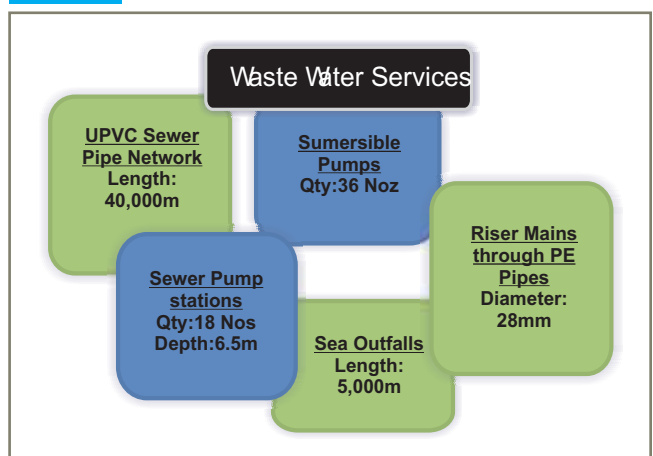 Waste Water Services
UPVC Sewer
Pipe Network
Length:
40,000m
Sumersible
Pumps
Qty:36 Noz
Riser Mains
through PE
Pipes
Diameter:
28mm
Sewer Pump
stations
Qty:18 Nos
Depth:6.5m
Sea Outfalls
Length:
5,000m